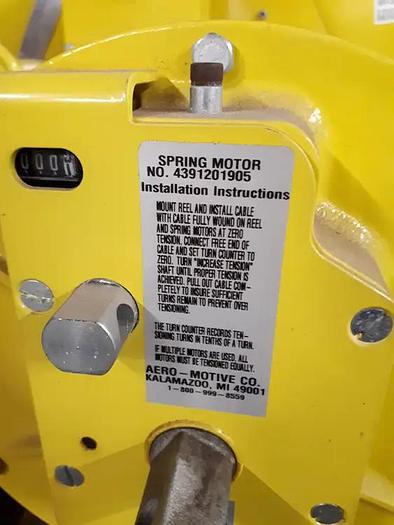 SPRING MOTOR
NO. 4391201905
Installation Instructions
MOUNT REEL AND INSTALL CABLE
WITH CABLE FULLY WOUND ON REEL
AND SPRING MOTORS AT ZERO
TENSION, CONNECT FREE END OF
CABLE AND SET TURN COUNTER TO
ZERO. TURN "INCREASE TENSION"
SHAFT UNTIL PROPER TENSION IS
ACHIEVED. PULL OUT CABLE COM-
PLETELY TO INSURE SUFFICIENT
TURNS REMAIN TO PREVENT OVER
TENSIONING.
THE TURN COUNTER RECORDS TEN-
SIONING TURNS IN TENTHS OF A TURN.
IF MULTIPLE MOTORS ARE USED, ALL
MOTORS MUST BE TENSIONED EQUALLY.
AERO-MOTIVE CO.
KALAMAZOO, MI 49001
1-800-999-8559